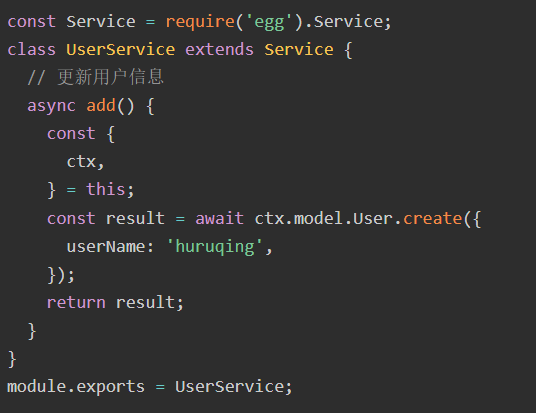 const Service = require('egg').Service;
class UserService extends Service {
  // 更新用户信息
  async add() {
    const {
      ctx,
    } = this;
    const result = await ctx.model.User.create({
      userName: 'huruqing',
    });
    return result;
  }
}
module.exports = UserService;